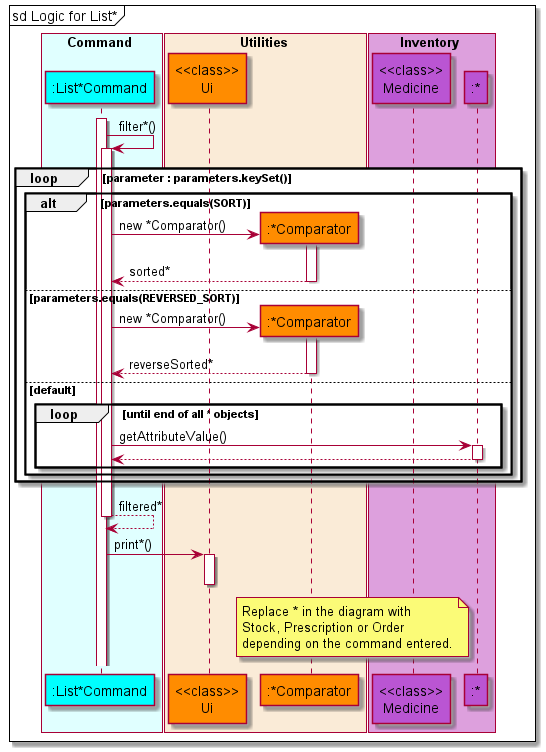 sd Logic for List*
Command
Utilities
Inventory
:List*Command
<<class>>
Ui
<<class>>
Medicine
:*
filter*()
loop
[parameter : parameters.keySet()]
alt
[parameters.equals(SORT)]
new *Comparator()
:*Comparator
sorted*
[parameters.equals(REVERSED_SORT)]
new *Comparator()
:*Comparator
reverseSorted*
[default]
loop
[until end of all * objects]
getAttributeValue()
filtered*
print*()
Replace * in the diagram with
Stock, Prescription or Order
depending on the command entered.
:List*Command
<<class>>
Ui
:*Comparator
<<class>>
Medicine
:*